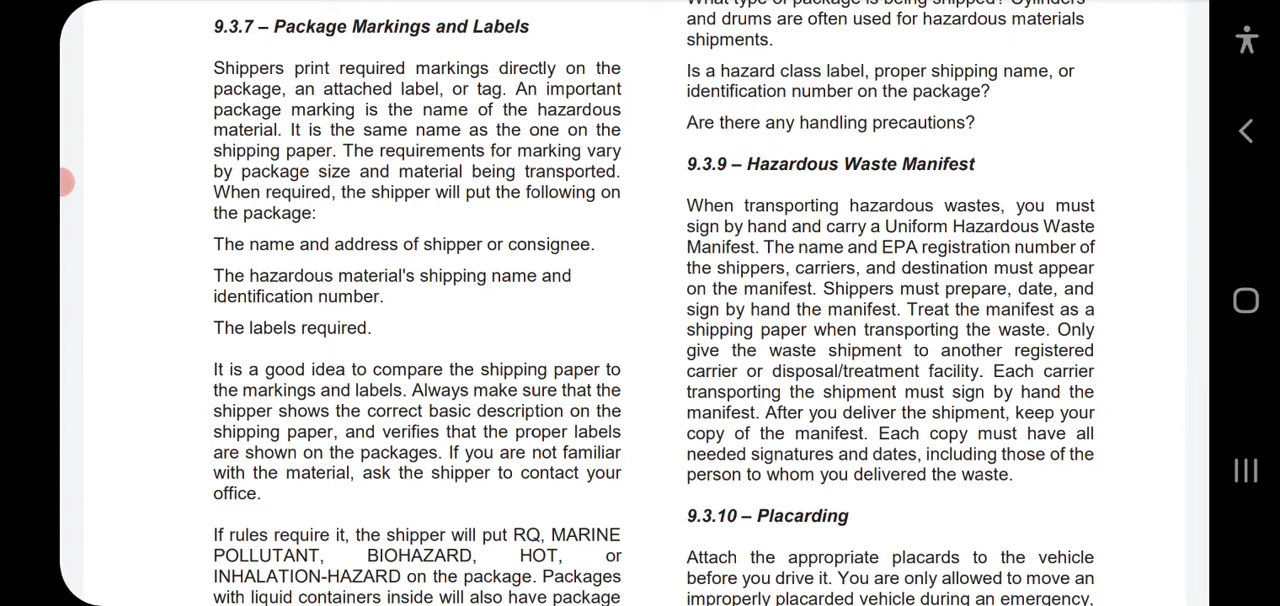 9.3.7 – Package Markings and Labels
Shippers print required markings directly on the
package, an attached label, or tag. An important
package marking is the name of the hazardous
material. It is the same name as the one on the
shipping paper. The requirements for marking vary
by package size and material being transported.
When required, the shipper will put the following on
the package:
The name and address of shipper or consignee.
The hazardous material's shipping name and
identification number.
The labels required.
It is a good idea to compare the shipping paper to
the markings and labels. Always make sure that the
shipper shows the correct basic description on the
shipping paper, and verifies that the proper labels
are shown on the packages. If you are not familiar
with the material, ask the shipper to contact your
office.
If rules require it, the shipper will put RQ, MARINE
POLLUTANT, BIOHAZARD, HOT, or
INHALATION-HAZARD on the package. Packages
with liquid containers inside will also have package
What type of package is being shipped? Cylinders
and drums are often used for hazardous materials
shipments.
Is a hazard class label, proper shipping name, or
identification number on the package?
Are there any handling precautions?
9.3.9 – Hazardous Waste Manifest
When transporting hazardous wastes, you must
sign by hand and carry a Uniform Hazardous Waste
Manifest. The name and EPA registration number of
the shippers, carriers, and destination must appear
on the manifest. Shippers must prepare, date, and
sign by hand the manifest. Treat the manifest as a
shipping paper when transporting the waste. Only
give the waste shipment to another registered
carrier or disposal/treatment facility. Each carrier
transporting the shipment must sign by hand the
manifest. After you deliver the shipment, keep your
copy of the manifest. Each copy must have all
needed signatures and dates, including those of the
person to whom you delivered the waste.
9.3.10 – Placarding
Attach the appropriate placards to the vehicle
before you drive it. You are only allowed to move an
improperly placarded vehicle during an emergency,